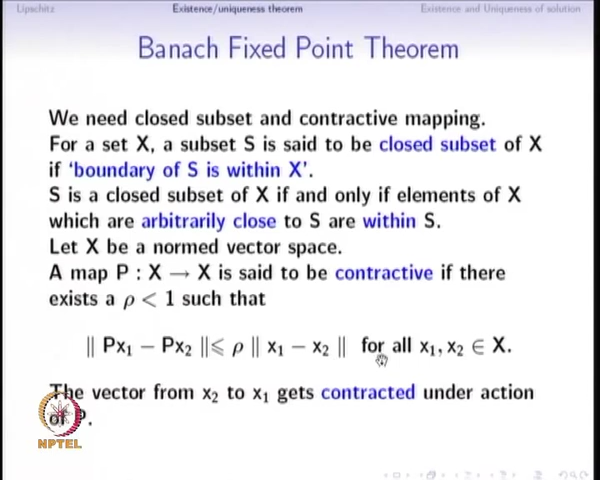 Lipschitz Existence/uniqueness theorem Existence and Uniqueness of solution
Banach Fixed Point Theorem
We need closed subset and contractive mapping.
For a set X, a subset S is said to be closed subset of X
if ‘boundary of S is within X’.
S is a closed subset of X if and only if elements of X
which are arbitrarily close to S are within S.
Let X be a normed vector space.
A map P : X → X is said to be contractive if there
exists a ρ < 1 such that
‖ Px₁ − Px₂ ‖⩽ ρ ‖ x₁ − x₂ ‖ for all x₁, x₂ ∈ X.
The vector from x₂ to x₁ gets contracted under action
of P.
NPTEL